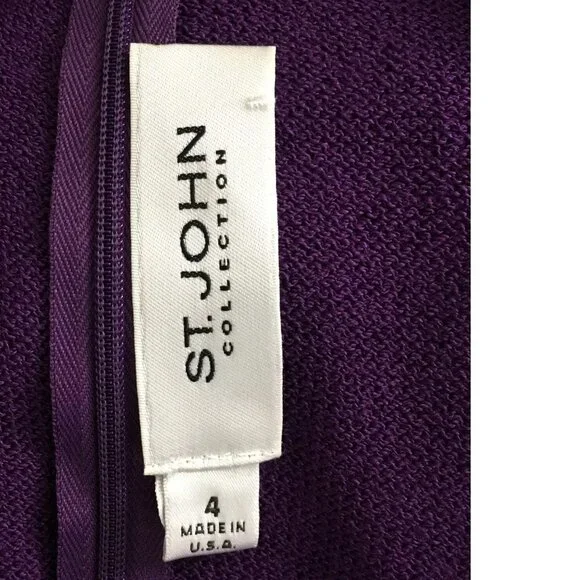 ST. JOHN
COLLECTION
4
MADE IN
U.S.A.